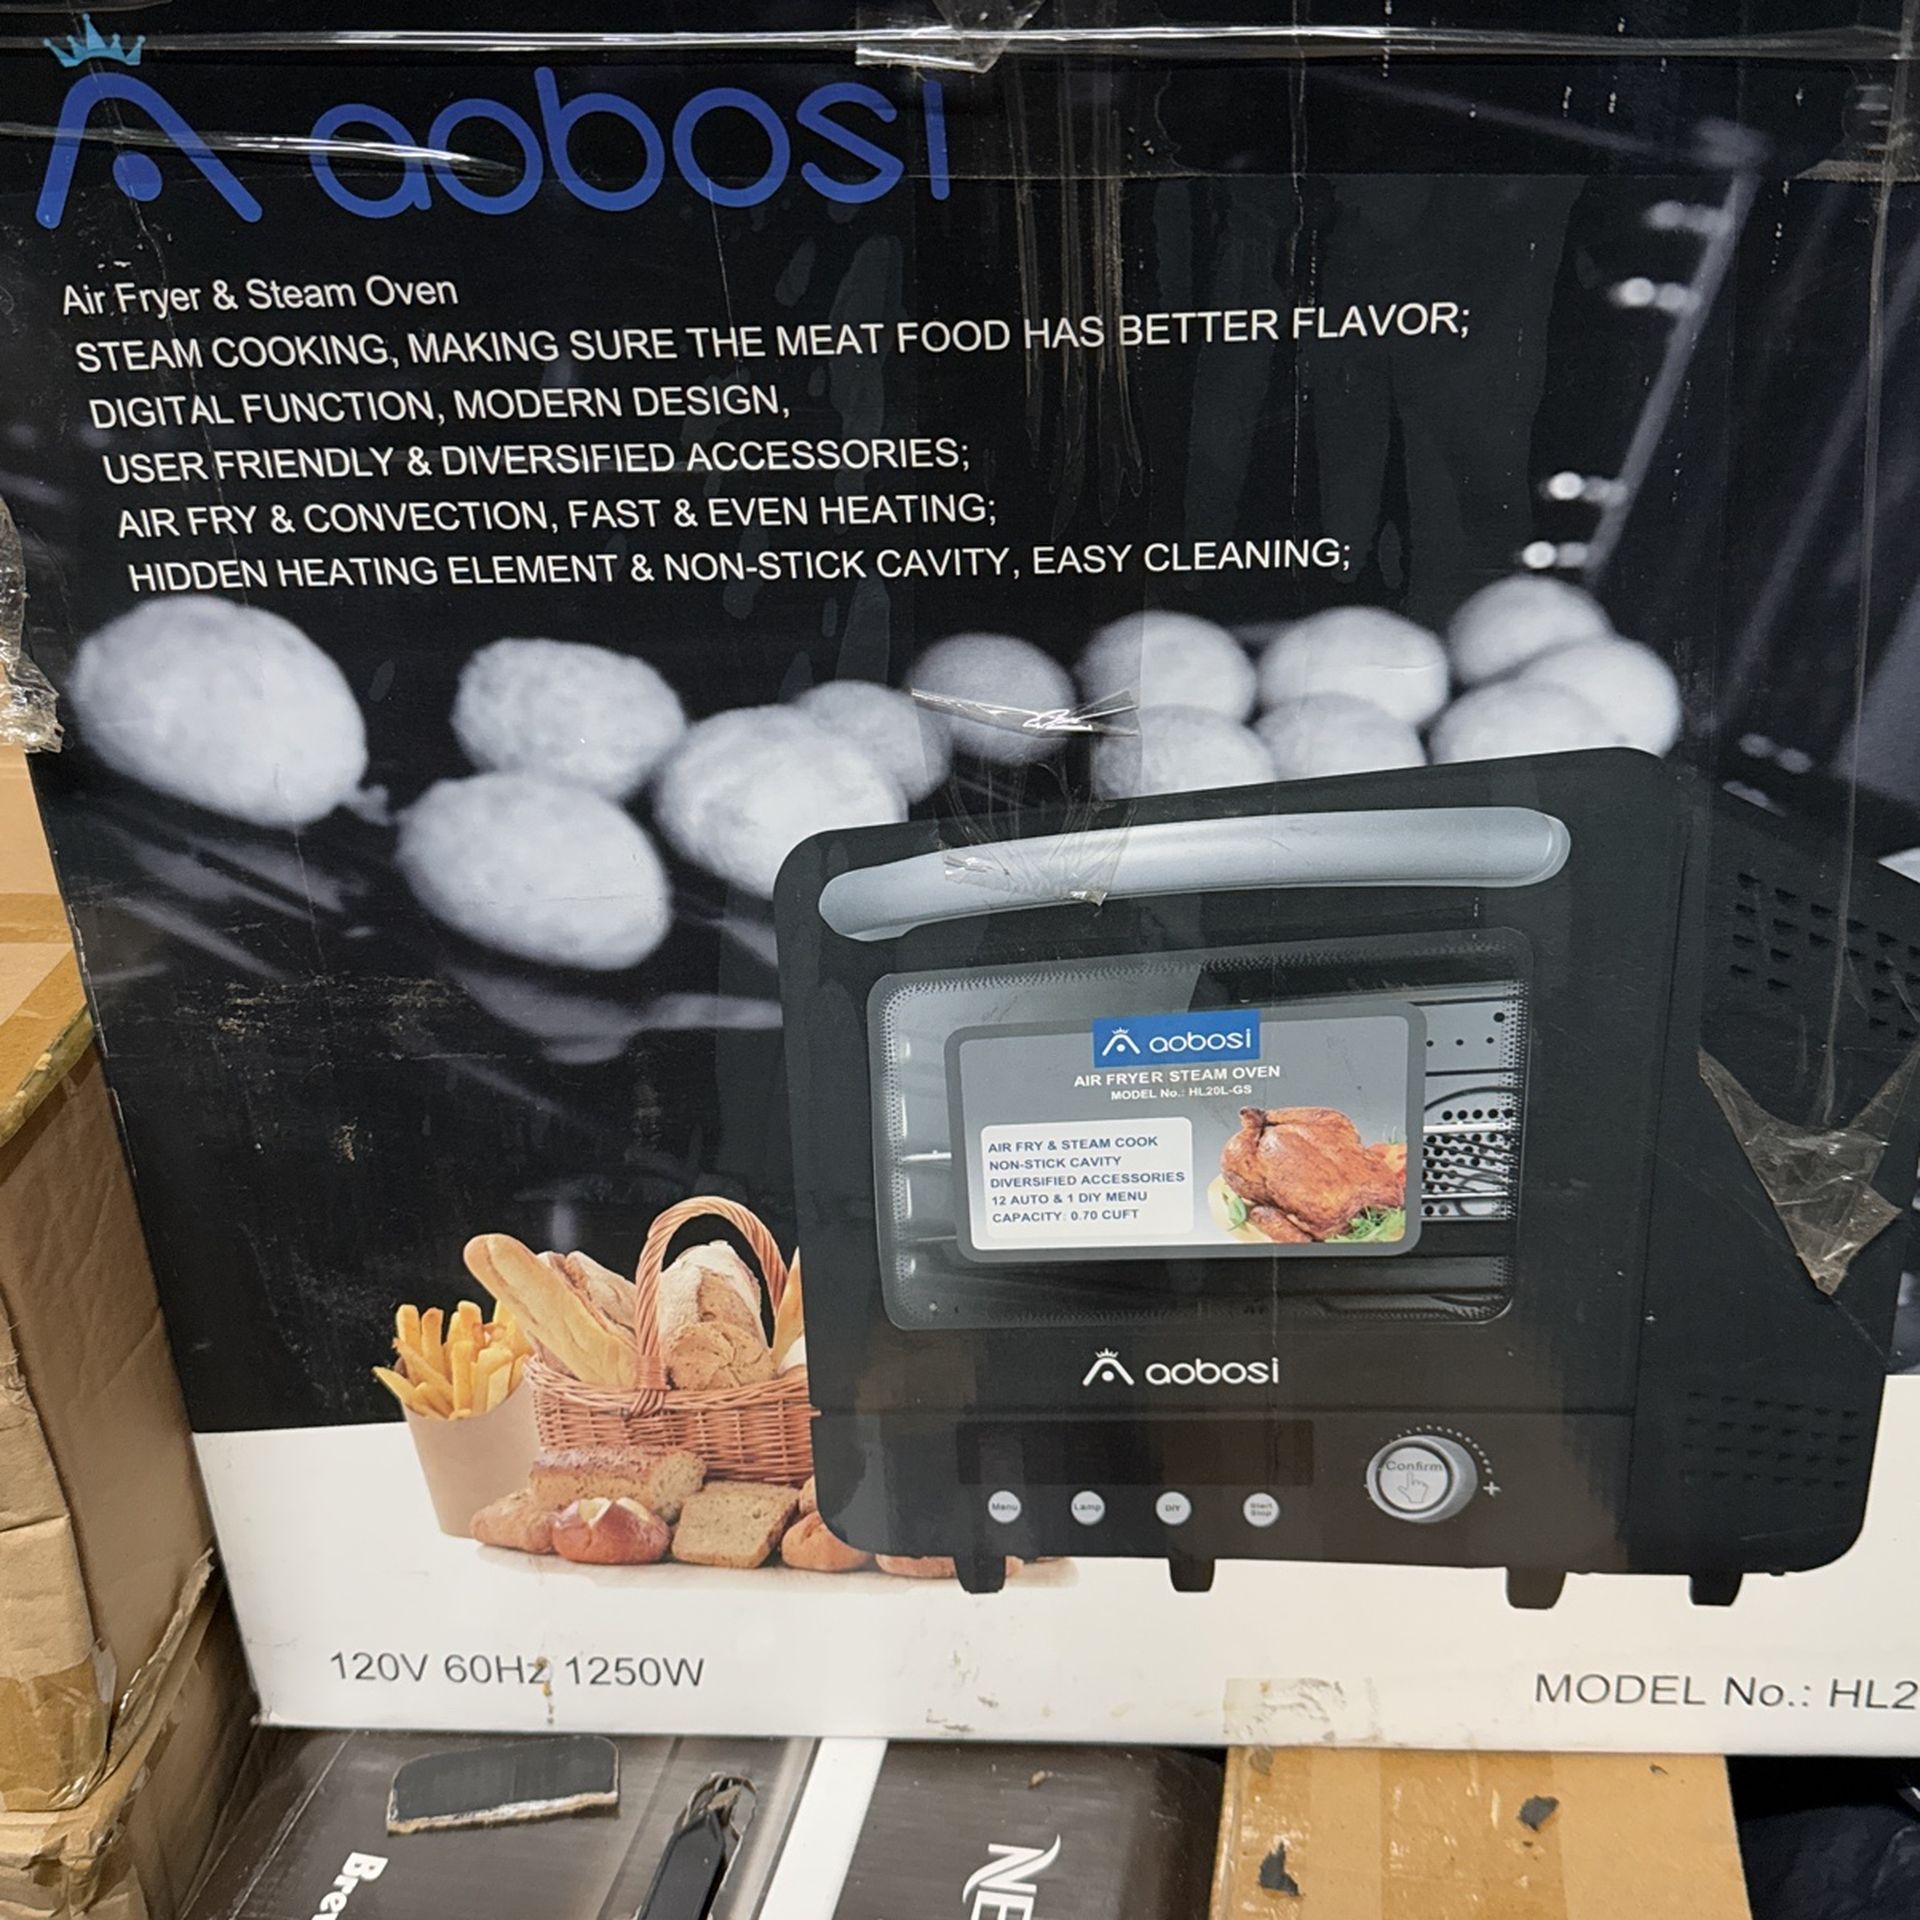 aobosi
Air Fryer & Steam Oven
STEAM COOKING, MAKING SURE THE MEAT FOOD HAS BETTER FLAVOR;
DIGITAL FUNCTION, MODERN DESIGN,
USER FRIENDLY & DIVERSIFIED ACCESSORIES;
AIR FRY & CONVECTION, FAST & EVEN HEATING;
HIDDEN HEATING ELEMENT & NON-STICK CAVITY, EASY CLEANING;
aobosi
AIR FRYER STEAM OVEN
MODEL No.: HL20L-GS
AIR FRY & STEAM COOK
NON-STICK CAVITY
DIVERSIFIED ACCESSORIES
12 AUTO & 1 DIY MENU
CAPACITY: 0.70 CUFT
aobosi
Confirm
+
Menu Lamp DIY Start
Stop
120V 60Hz 1250W
MODEL No.: HL2
Bre
NE